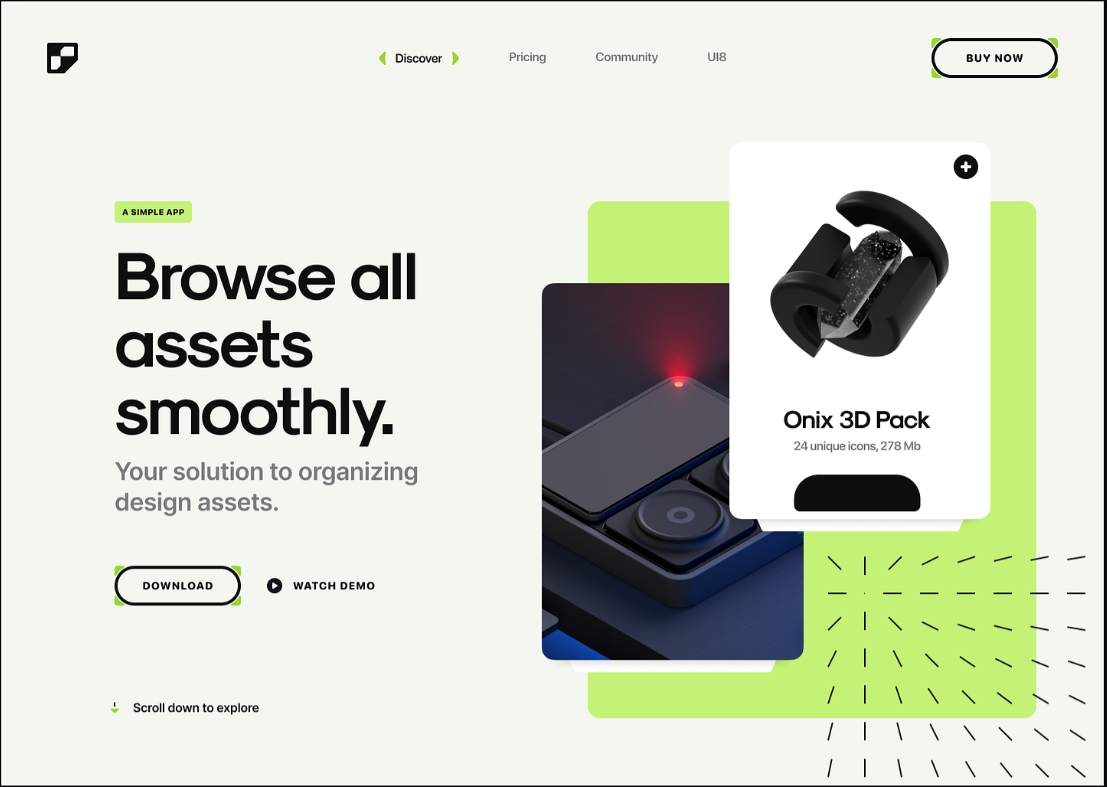 Discover
Pricing
Community
UI8
BUY NOW
A SIMPLE APP
Browse all
assets
smoothly.
Your solution to organizing
design assets.
DOWNLOAD
WATCH DEMO
Scroll down to explore
Onix 3D Pack
24 unique icons, 278 Mb